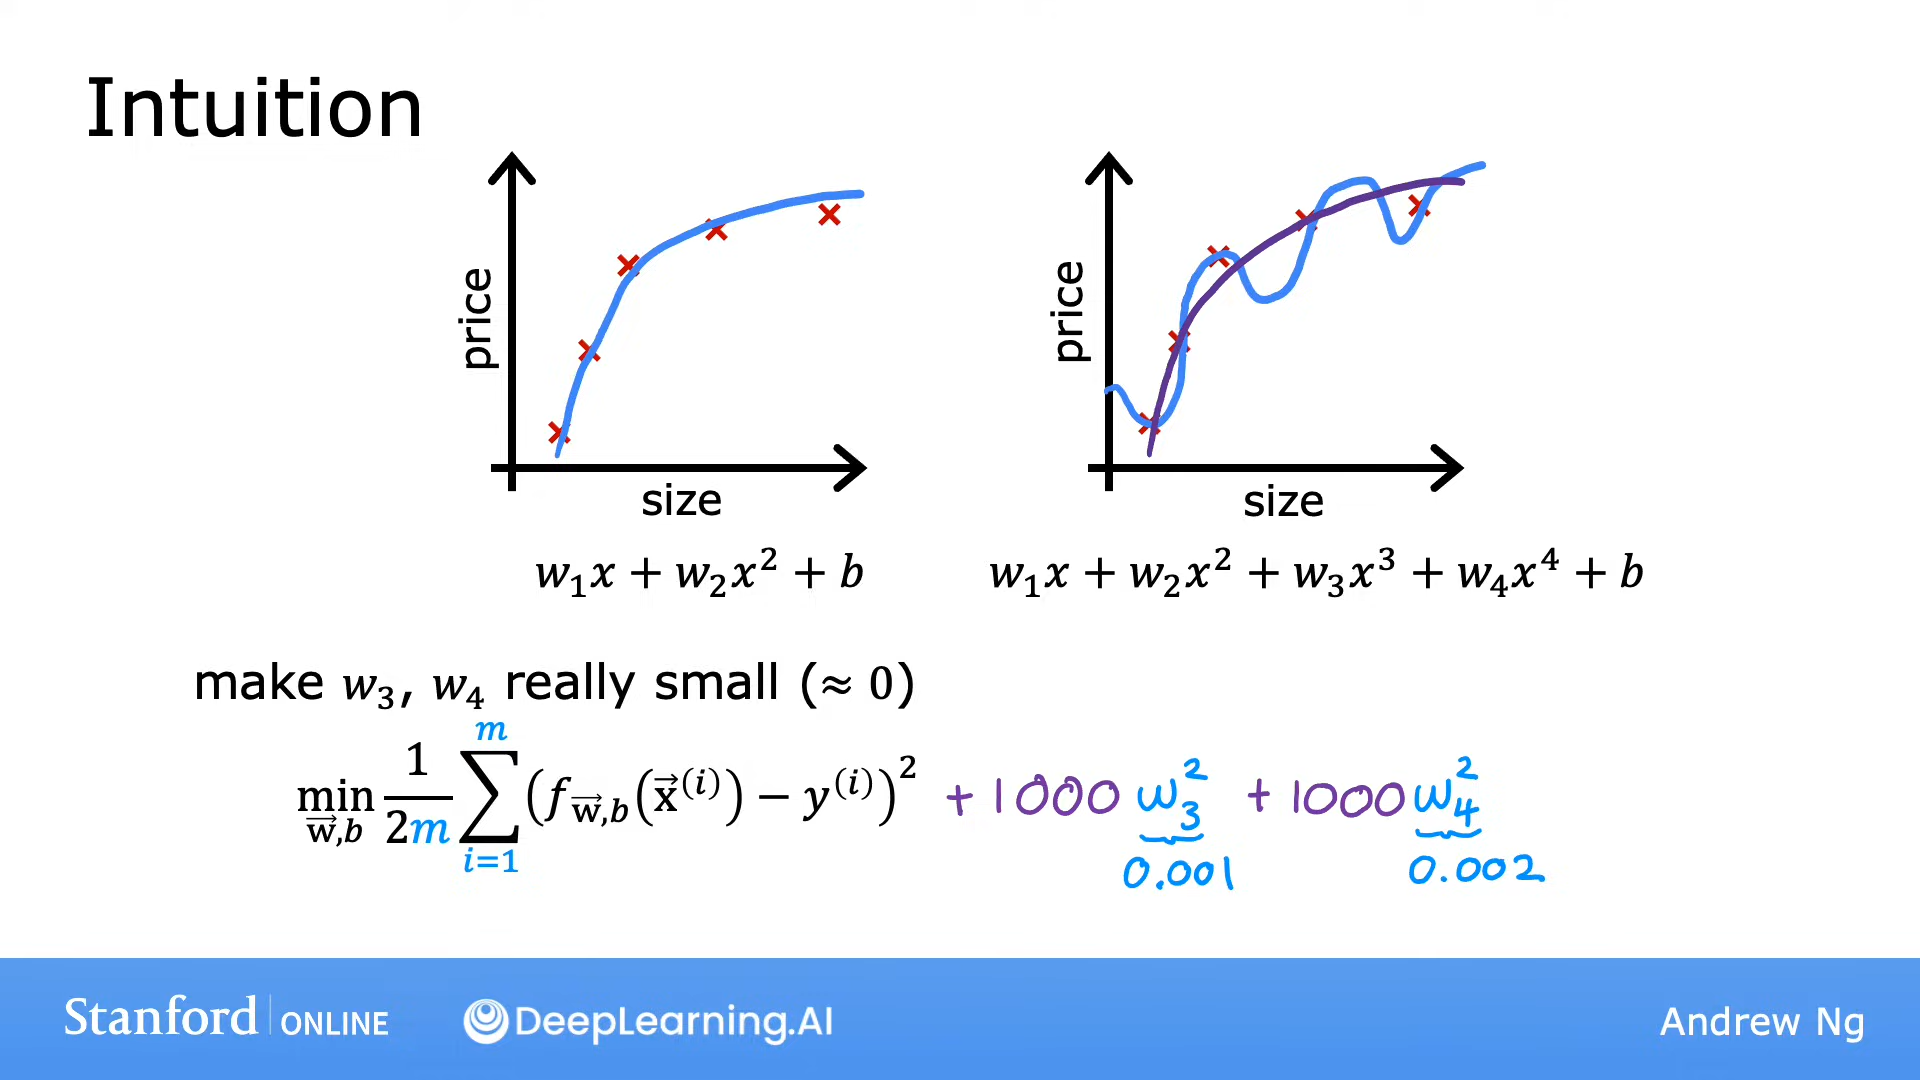 Intuition
price
size
price
size
w₁x + w₂x² + b
w₁x + w₂x² + w₃x³ + w₄x⁴ + b
make w₃, w₄ really small (≈ 0)
min w⃗,b 1/2m ∑ i=1 m (f w⃗,b (x⃗⁽ⁱ⁾) − y⁽ⁱ⁾)² + 1000 w₃² + 1000 w₄²
0.001 0.002
Stanford | ONLINE DeepLearning.AI Andrew Ng